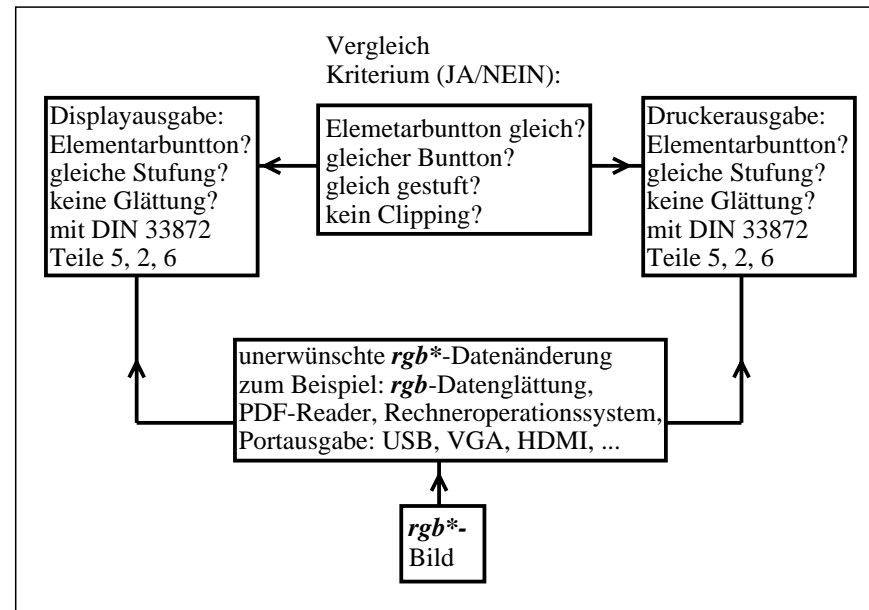 Vergleich
Kriterium (JA/NEIN):
Displayausgabe:
Elementarbuntton?
gleiche Stufung?
keine Glättung?
mit DIN 33872
Teile 5, 2, 6
Elemetarbuntton gleich?
gleicher Buntton?
gleich gestuft?
kein Clipping?
Druckerausgabe:
Elementarbuntton?
gleiche Stufung?
keine Glättung?
mit DIN 33872
Teile 5, 2, 6
unerwünschte rgb*-Datenänderung
zum Beispiel: rgb-Datenglättung,
PDF-Reader, Rechneroperationssystem,
Portausgabe: USB, VGA, HDMI, ...
rgb*-
Bild